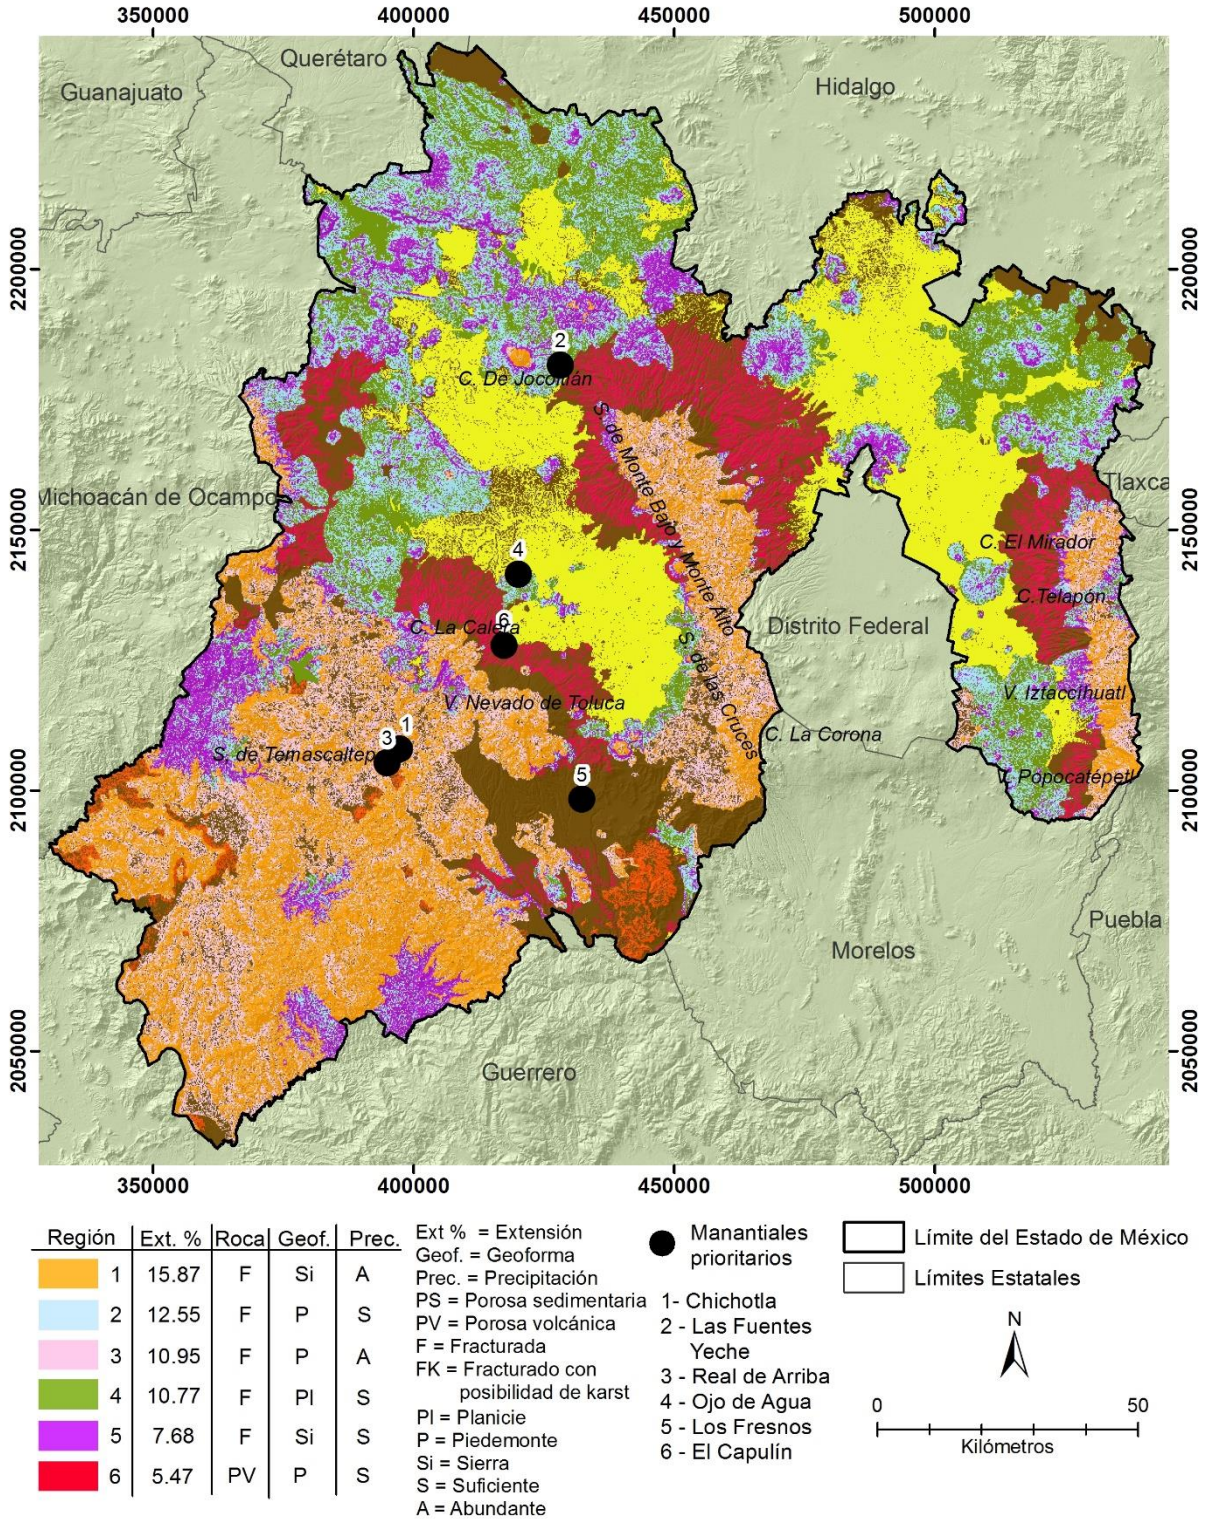 350000 400000 450000 500000
Querétaro
Guanajuato
Hidalgo
2200000
2200000
2
C. De Jocotitlán
S. de Monte Bajo y Monte Alto
Michoacán de Ocampo
Tlaxca
2150000
2150000
C. El Mirador
4
C. Telapón
6
C. La Calera
Distrito Federal
S. de las Cruces
V. Nevado de Toluca
V. Iztaccíhuatl
1
3
C. La Corona
S. de Temascaltep
5
V. Popocatépetl
2100000
2100000
Puebla
Morelos
2050000
2050000
Guerrero
350000 400000 450000 500000
Región Ext. % Roca Geof. Prec.
1 15.87 F Si A
2 12.55 F P S
3 10.95 F P A
4 10.77 F Pl S
5 7.68 F Si S
6 5.47 PV P S
Ext % = Extensión
Geof. = Geoforma
Prec. = Precipitación
PS = Porosa sedimentaria
PV = Porosa volcánica
F = Fracturada
FK = Fracturado con
posibilidad de karst
Pl = Planicie
P = Piedemonte
Si = Sierra
S = Suficiente
A = Abundante
Manantiales
prioritarios
1- Chichotla
2 - Las Fuentes
Yeche
3 - Real de Arriba
4 - Ojo de Agua
5 - Los Fresnos
6 - El Capulín
Límite del Estado de México
Límites Estatales
N
0 50
Kilómetros